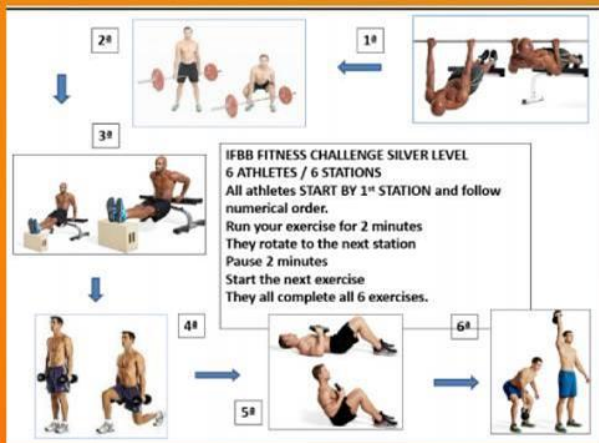 2ª
1ª
3ª
IFBB FITNESS CHALLENGE SILVER LEVEL
6 ATHLETES / 6 STATIONS
All athletes START BY 1st STATION and follow
numerical order.
Run your exercise for 2 minutes
They rotate to the next station
Pause 2 minutes
Start the next exercise
They all complete all 6 exercises.
4ª
6ª
5ª